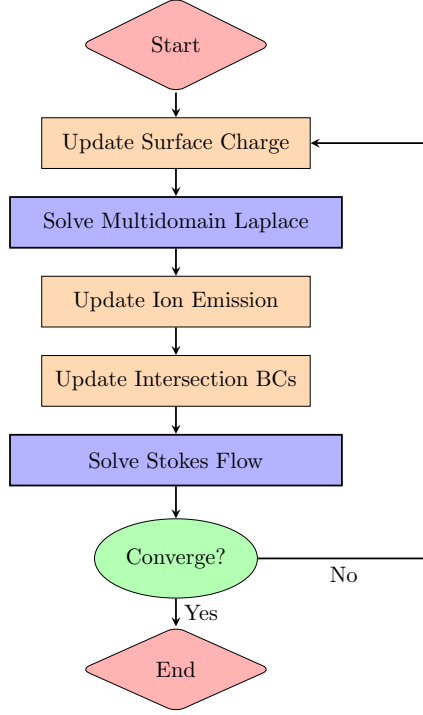 Start
Update Surface Charge
Solve Multidomain Laplace
Update Ion Emission
Update Intersection BCs
Solve Stokes Flow
Converge?
No
Yes
End